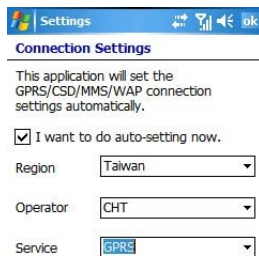 Settings ok
Connection Settings
This application will set the
GPRS/CSD/MMS/WAP connection
settings automatically.
I want to do auto-setting now.
Region Taiwan
Operator CHT
Service GPRS